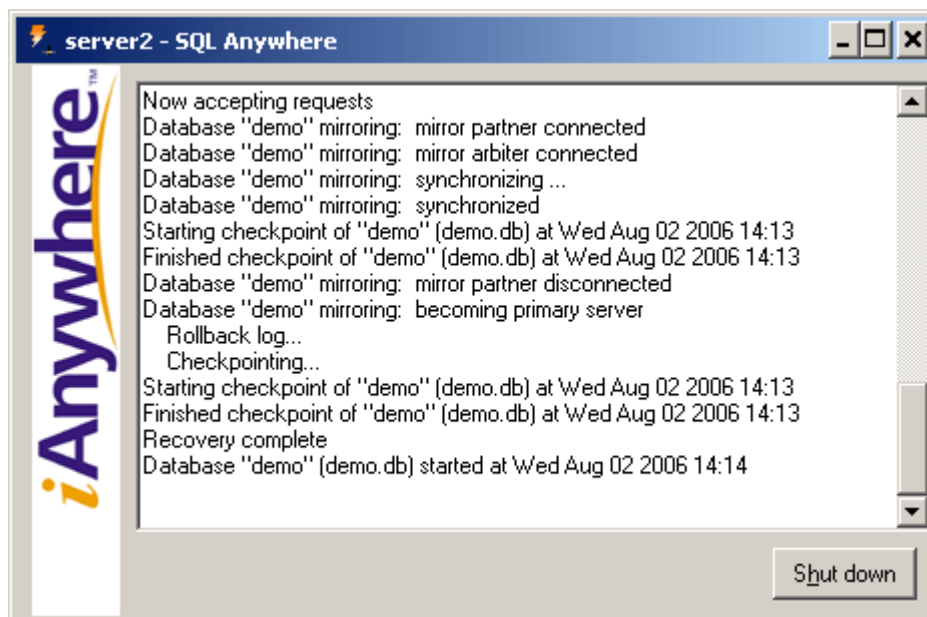 server2 - SQL Anywhere
iAnywhere™
Now accepting requests
Database "demo" mirroring:  mirror partner connected
Database "demo" mirroring:  mirror arbiter connected
Database "demo" mirroring:  synchronizing ...
Database "demo" mirroring:  synchronized
Starting checkpoint of "demo" (demo.db) at Wed Aug 02 2006 14:13
Finished checkpoint of "demo" (demo.db) at Wed Aug 02 2006 14:13
Database "demo" mirroring:  mirror partner disconnected
Database "demo" mirroring:  becoming primary server
Rollback log...
Checkpointing...
Starting checkpoint of "demo" (demo.db) at Wed Aug 02 2006 14:13
Finished checkpoint of "demo" (demo.db) at Wed Aug 02 2006 14:13
Recovery complete
Database "demo" (demo.db) started at Wed Aug 02 2006 14:14
Shut down